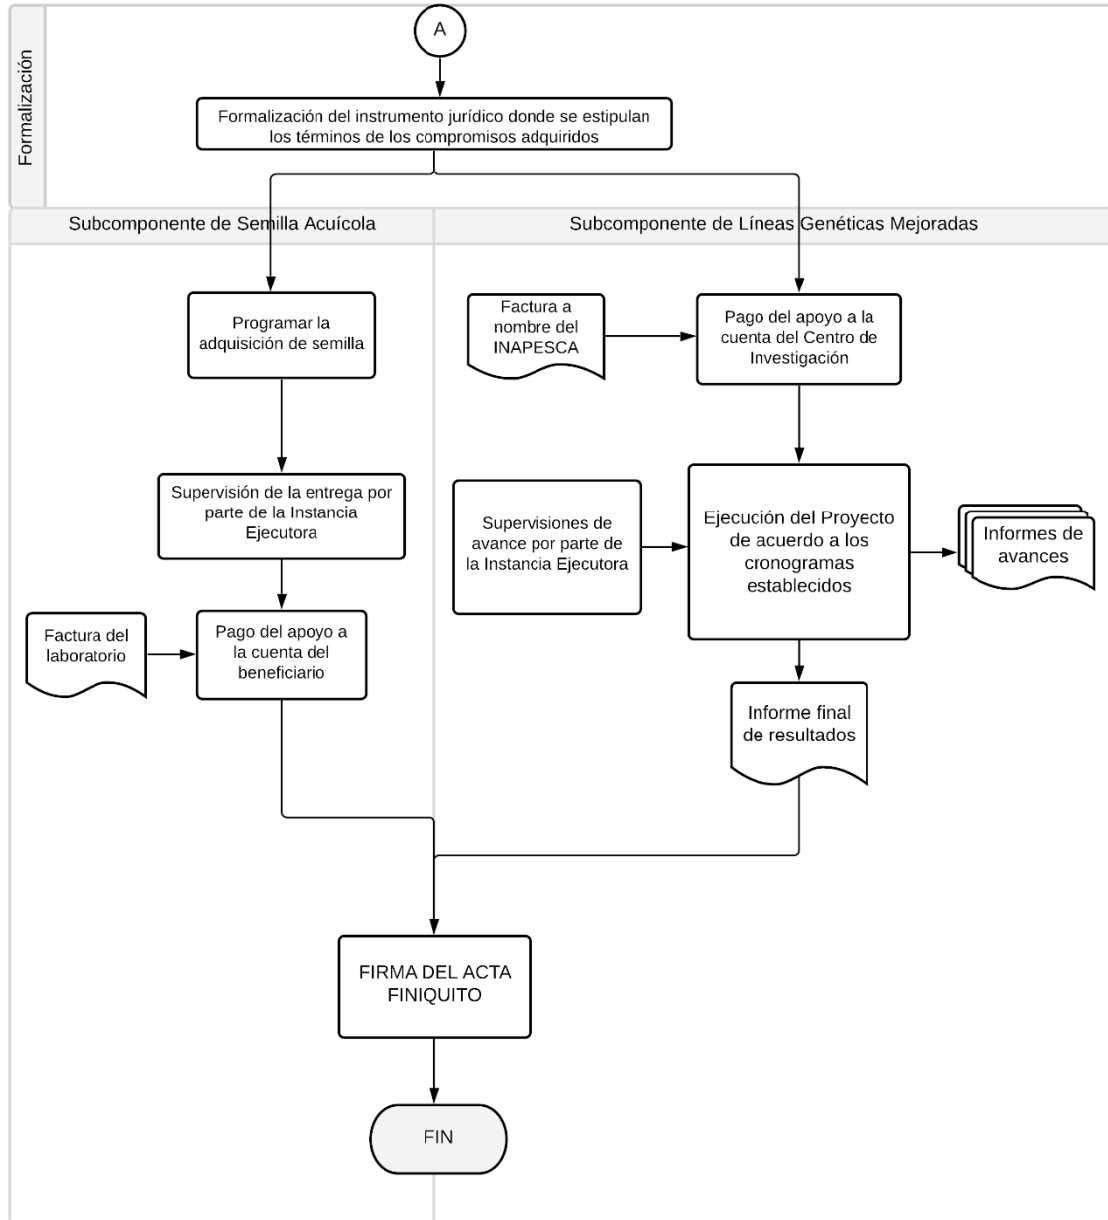 A
Formalización
Formalización del instrumento jurídico donde se estipulan
los términos de los compromisos adquiridos
Subcomponente de Semilla Acuícola
Subcomponente de Líneas Genéticas Mejoradas
Programar la
adquisición de semilla
Factura a
nombre del
INAPESCA
Pago del apoyo a la
cuenta del Centro de
Investigación
Supervisión de la entrega por
parte de la Instancia
Ejecutora
Supervisiones de
avance por parte de
la Instancia Ejecutora
Ejecución del Proyecto
de acuerdo a los
cronogramas
establecidos
Informes de
avances
Factura del
laboratorio
Pago del apoyo a
la cuenta del
beneficiario
Informe final
de resultados
FIRMA DEL ACTA
FINIQUITO
FIN